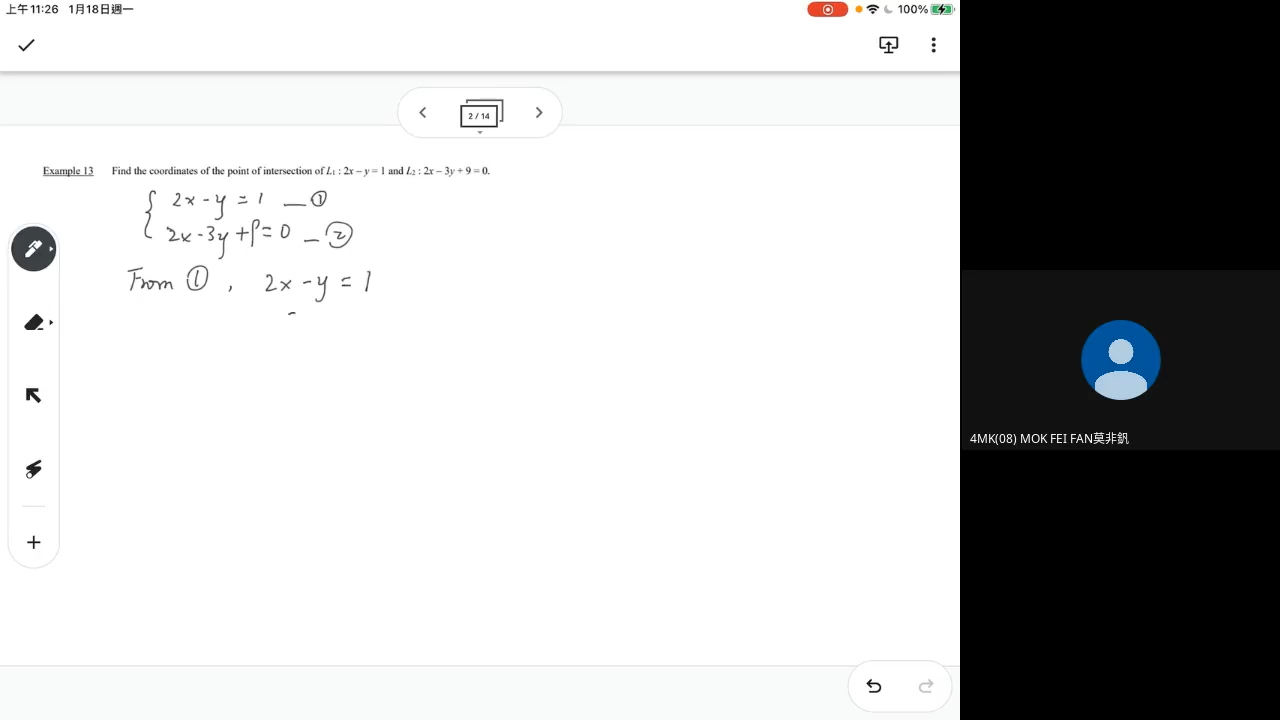 上午11:26 1月18日週一
100%
2 / 14
Example 13 Find the coordinates of the point of intersection of L₁ : 2x – y = 1 and L₂ : 2x – 3y + 9 = 0.
2x - y = 1 — ①
2x - 3y + 9 = 0 — ②
From ① , 2x - y = 1
4MK(08) MOK FEI FAN莫非釩